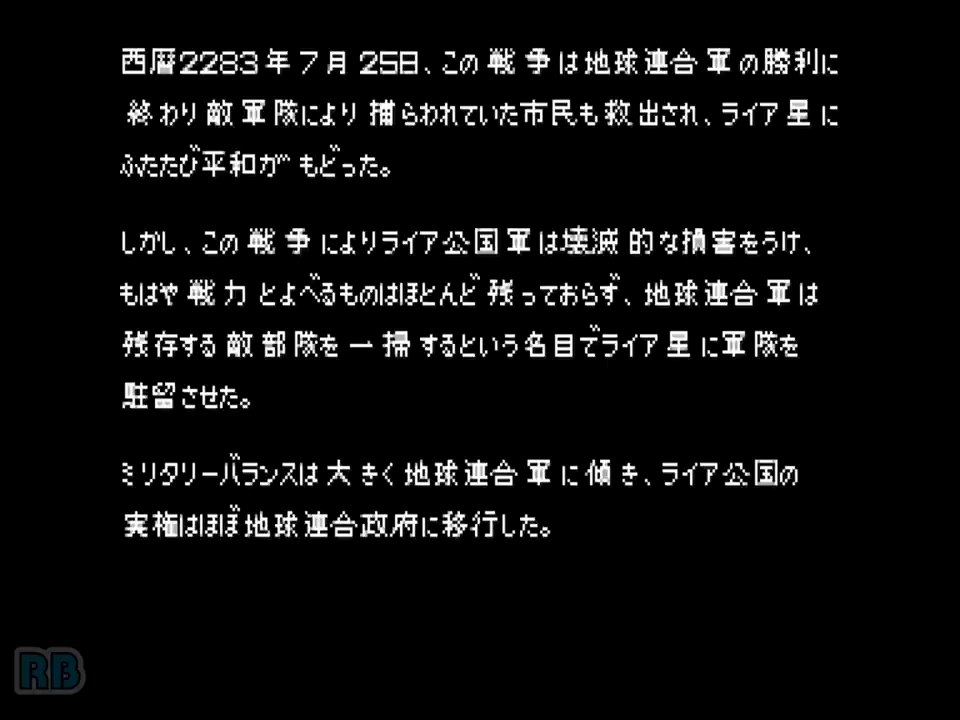 西暦2283年7月25日、この戦争は地球連合軍の勝利に
終わり敵軍隊により捕らわれていた市民も救出され、ライア星に
ふたたび平和がもどった。
しかし、この戦争によりライア公国軍は壊滅的な損害をうけ、
もはや戦力とよべるものはほとんど残っておらず、地球連合軍は
残存する敵部隊を一掃するという名目でライア星に軍隊を
駐留させた。
ミリタリーバランスは大きく地球連合軍に傾き、ライア公国の
実権はほぼ地球連合政府に移行した。
RB